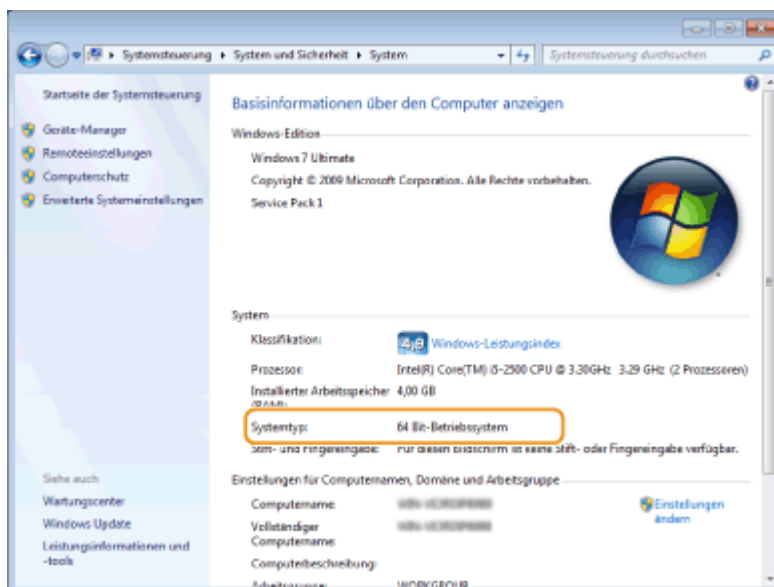 Systemsteuerung ▸ System und Sicherheit ▸ System
Systemsteuerung durchsuchen
Startseite der Systemsteuerung
Geräte-Manager
Remoteeinstellungen
Computerschutz
Erweiterte Systemeinstellungen
Siehe auch
Wartungscenter
Windows Update
Leistungsinformationen und
-tools
Basisinformationen über den Computer anzeigen
Windows-Edition
Windows 7 Ultimate
Copyright © 2009 Microsoft Corporation. Alle Rechte vorbehalten.
Service Pack 1
System
Klassifikation: 4,9 Windows-Leistungsindex
Prozessor: Intel(R) Core(TM) i5-2500 CPU @ 3.30GHz 3.29 GHz (2 Prozessoren)
Installierter Arbeitsspeicher 4,00 GB
(RAM):
Systemtyp: 64 Bit-Betriebssystem
Stift- und Fingereingabe: Für diesen Bildschirm ist keine Stift- oder Fingereingabe verfügbar.
Einstellungen für Computernamen, Domäne und Arbeitsgruppe
Computername:
Einstellungen
ändern
Vollständiger
Computername:
Computerbeschreibung:
Arbeitsgruppe: WORKGROUP